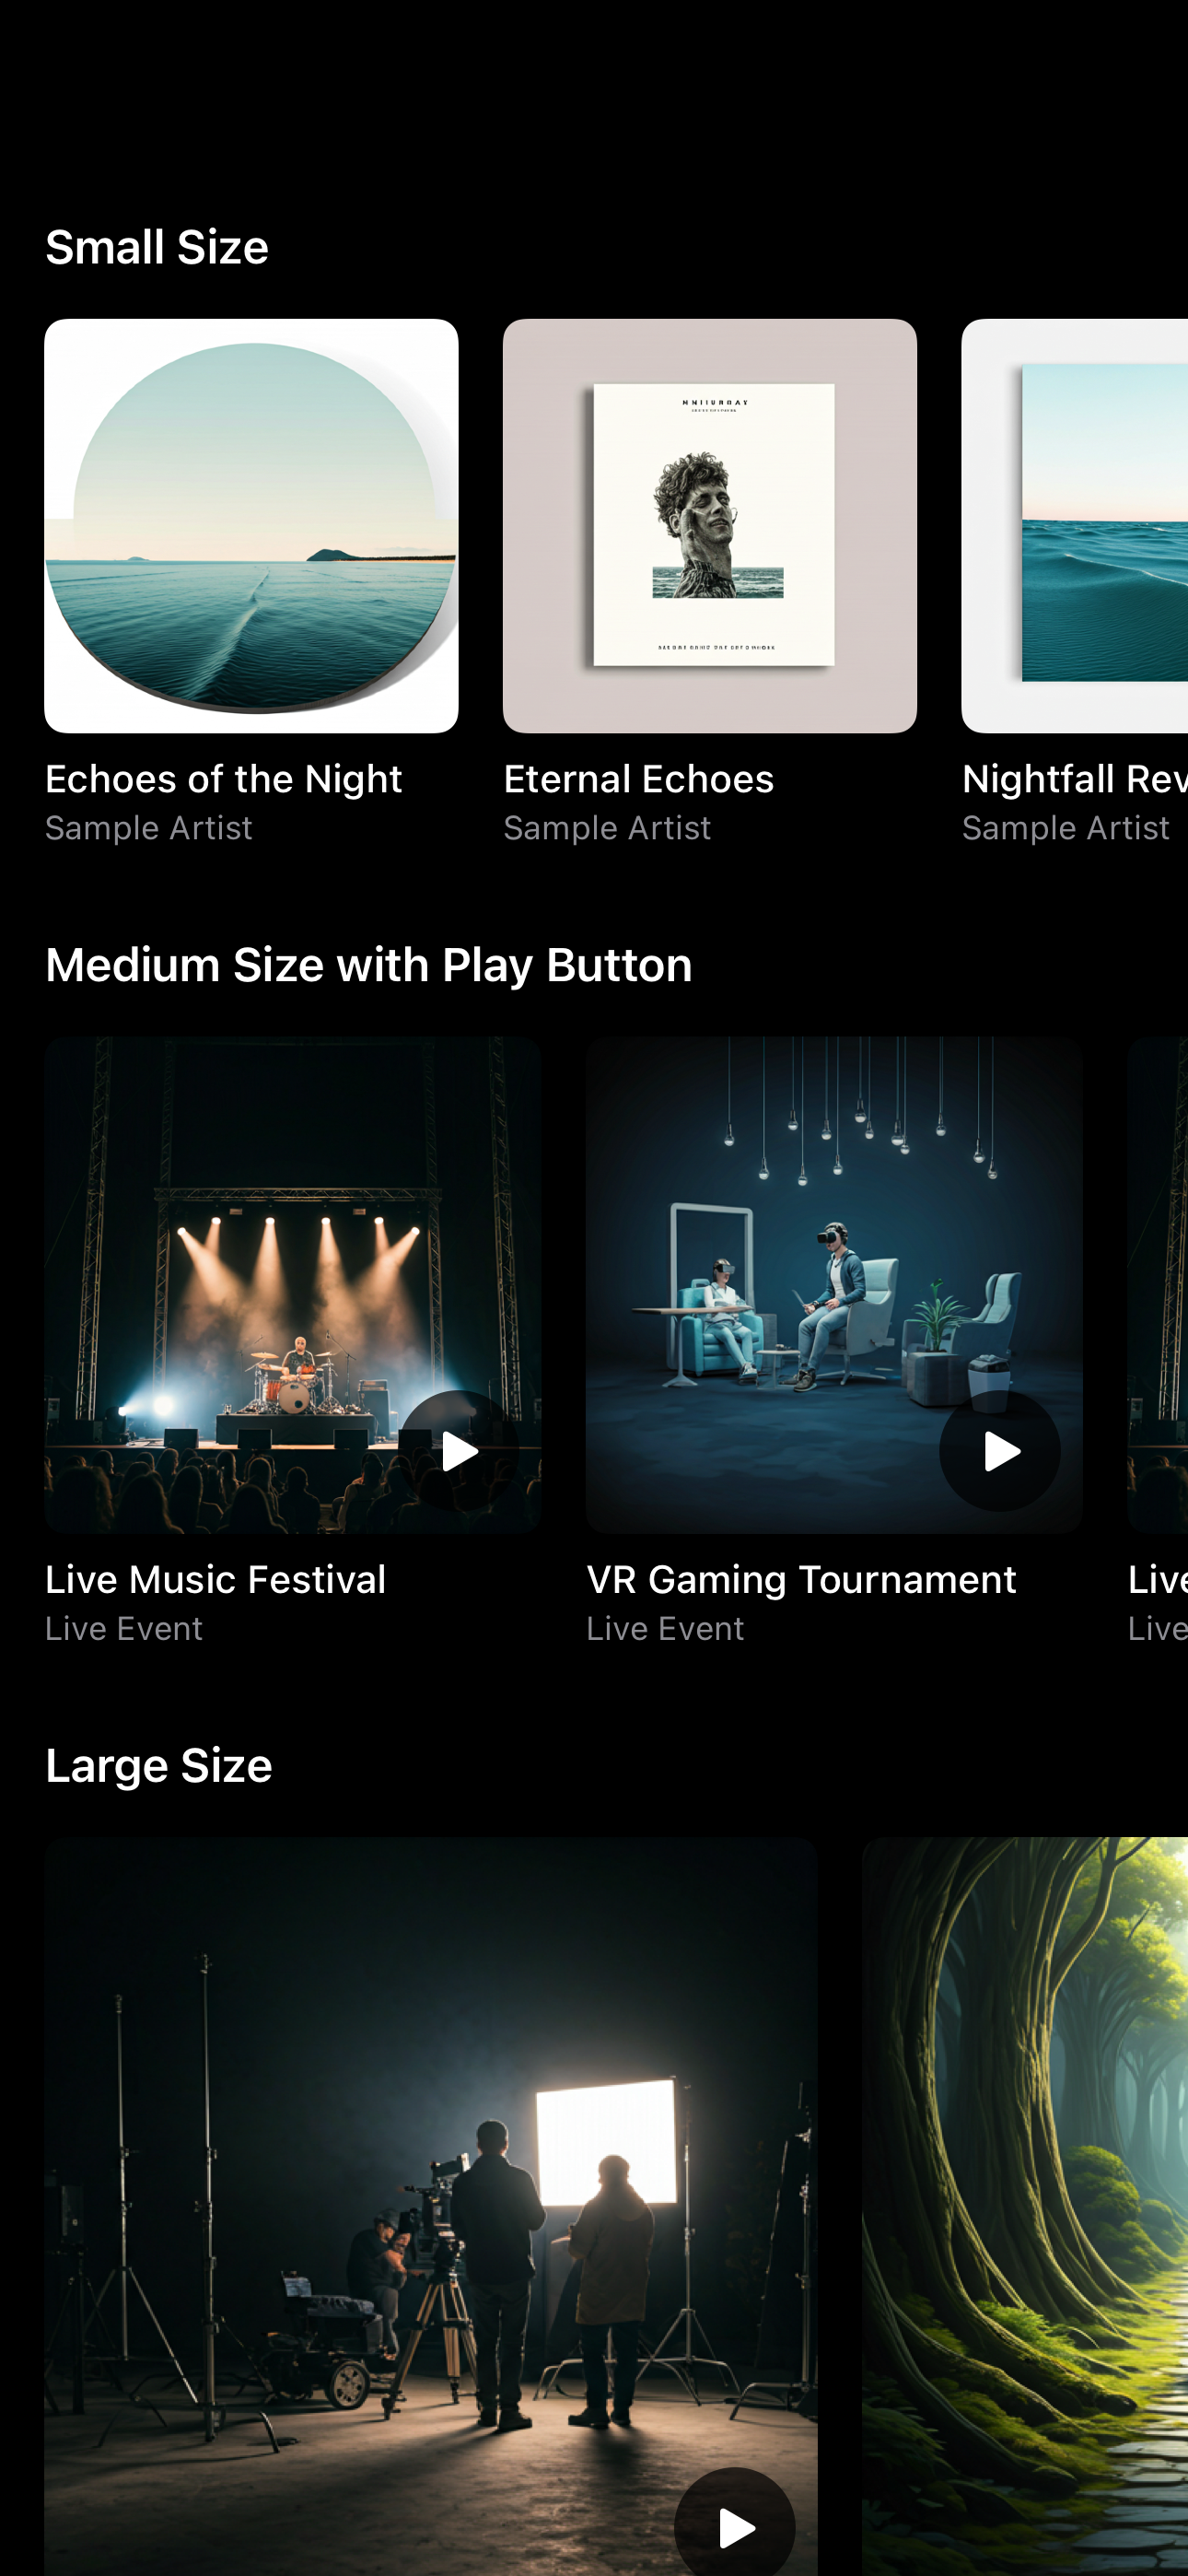 Small Size
Echoes of the Night
Sample Artist
Eternal Echoes
Sample Artist
Nightfall Rev
Sample Artist
Medium Size with Play Button
Live Music Festival
Live Event
VR Gaming Tournament
Live Event
Live
Live
Large Size